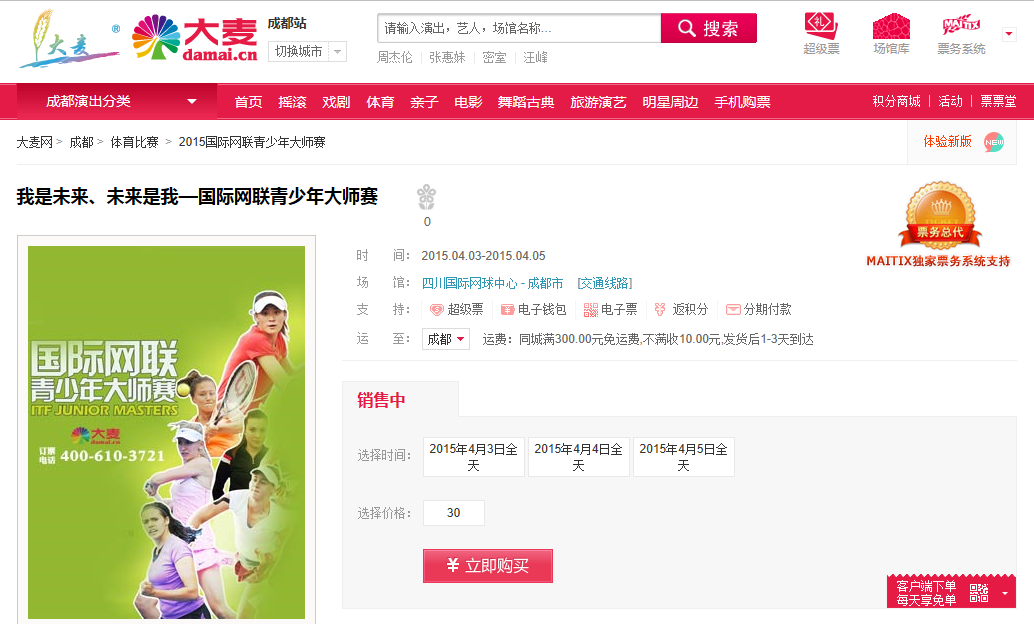 大麦
®
大麦
damai.cn
成都站
切换城市
请输入演出，艺人，场馆名称...
搜索
周杰伦 张惠妹 密室 汪峰
礼
超级票
场馆库
MAITIX
票务系统
成都演出分类
首页 摇滚 戏剧 体育 亲子 电影 舞蹈古典 旅游演艺 明星周边 手机购票
积分商城 活动 票票堂
大麦网 > 成都 > 体育比赛 > 2015国际网联青少年大师赛
体验新版
NEW
我是未来、未来是我—国际网联青少年大师赛
0
票务总代
MAITIX独家票务系统支持
时 间： 2015.04.03-2015.04.05
场 馆： 四川国际网球中心 - 成都市 [交通线路]
支 持： 超级票 电子钱包 电子票 返积分 分期付款
运 至： 成都 运费：同城满300.00元免运费,不满收10.00元,发货后1-3天到达
国际网联
青少年大师赛
ITF JUNIOR MASTERS
大麦
damai.cn
订票
电话 400-610-3721
销售中
选择时间：
2015年4月3日全天
2015年4月4日全天
2015年4月5日全天
选择价格：
30
¥ 立即购买
客户端下单
每天享免单